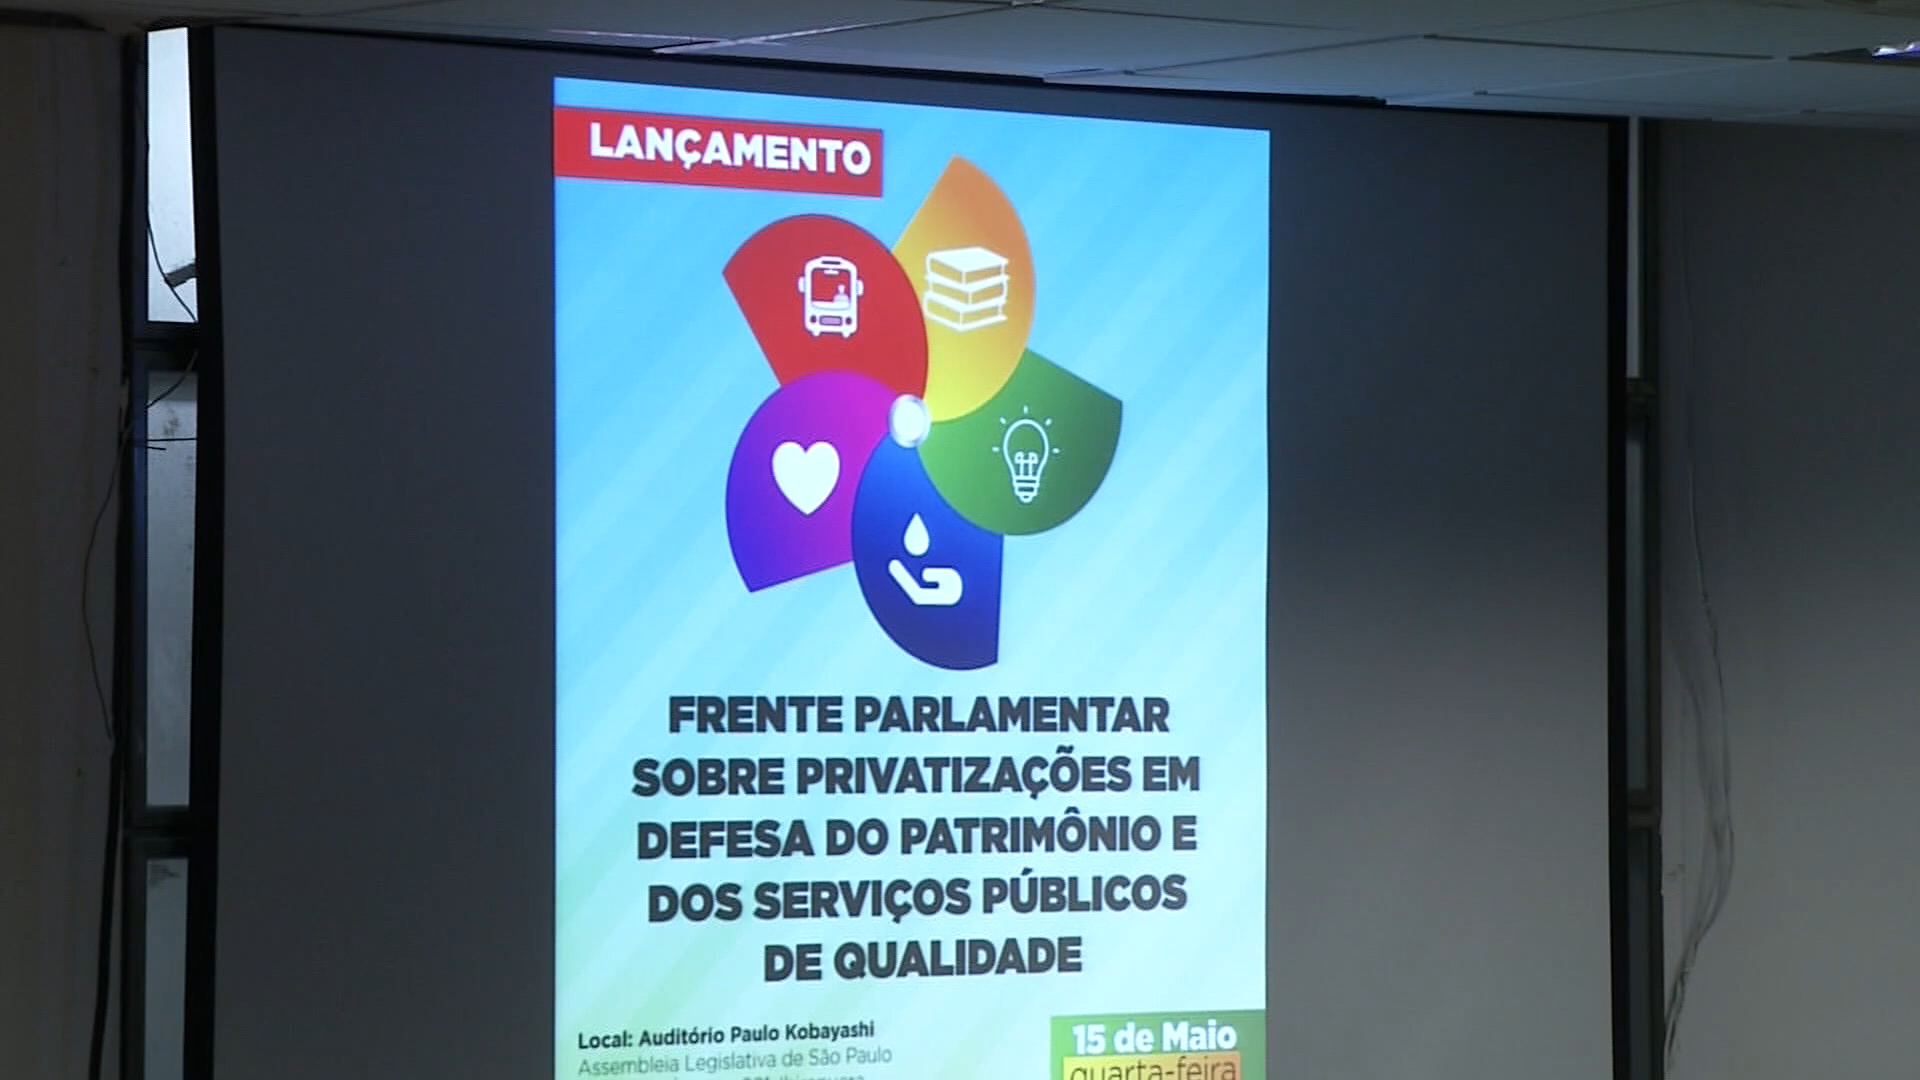 LANÇAMENTO
FRENTE PARLAMENTAR
SOBRE PRIVATIZAÇÕES EM
DEFESA DO PATRIMÔNIO E
DOS SERVIÇOS PÚBLICOS
DE QUALIDADE
Local: Auditório Paulo Kobayashi
Assembleia Legislativa de São Paulo
15 de Maio
quarta-feira